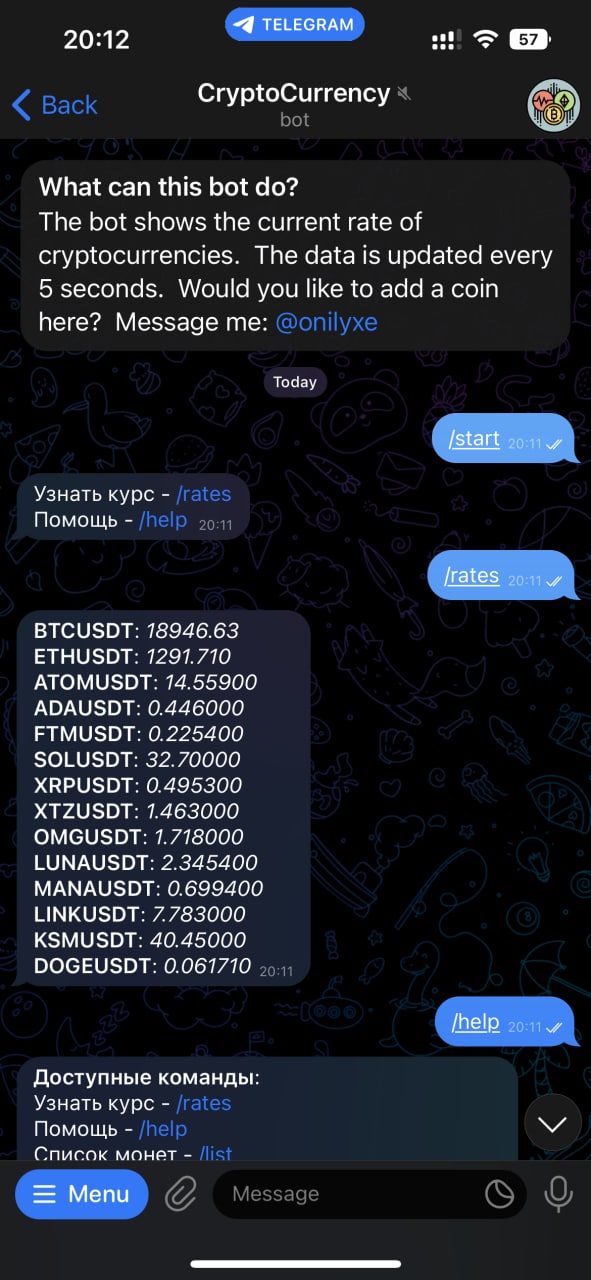 20:12
TELEGRAM
57
Back
CryptoCurrency
bot
What can this bot do?
The bot shows the current rate of
cryptocurrencies.  The data is updated every
5 seconds.  Would you like to add a coin
here?  Message me: @onilyxe
Today
/start 20:11
Узнать курс - /rates
Помощь - /help 20:11
/rates 20:11
BTCUSDT: 18946.63
ETHUSDT: 1291.710
ATOMUSDT: 14.55900
ADAUSDT: 0.446000
FTMUSDT: 0.225400
SOLUSDT: 32.70000
XRPUSDT: 0.495300
XTZUSDT: 1.463000
OMGUSDT: 1.718000
LUNAUSDT: 2.345400
MANAUSDT: 0.699400
LINKUSDT: 7.783000
KSMUSDT: 40.45000
DOGEUSDT: 0.061710 20:11
/help 20:11
Доступные команды:
Узнать курс - /rates
Помощь - /help
Список монет - /list
Menu
Message